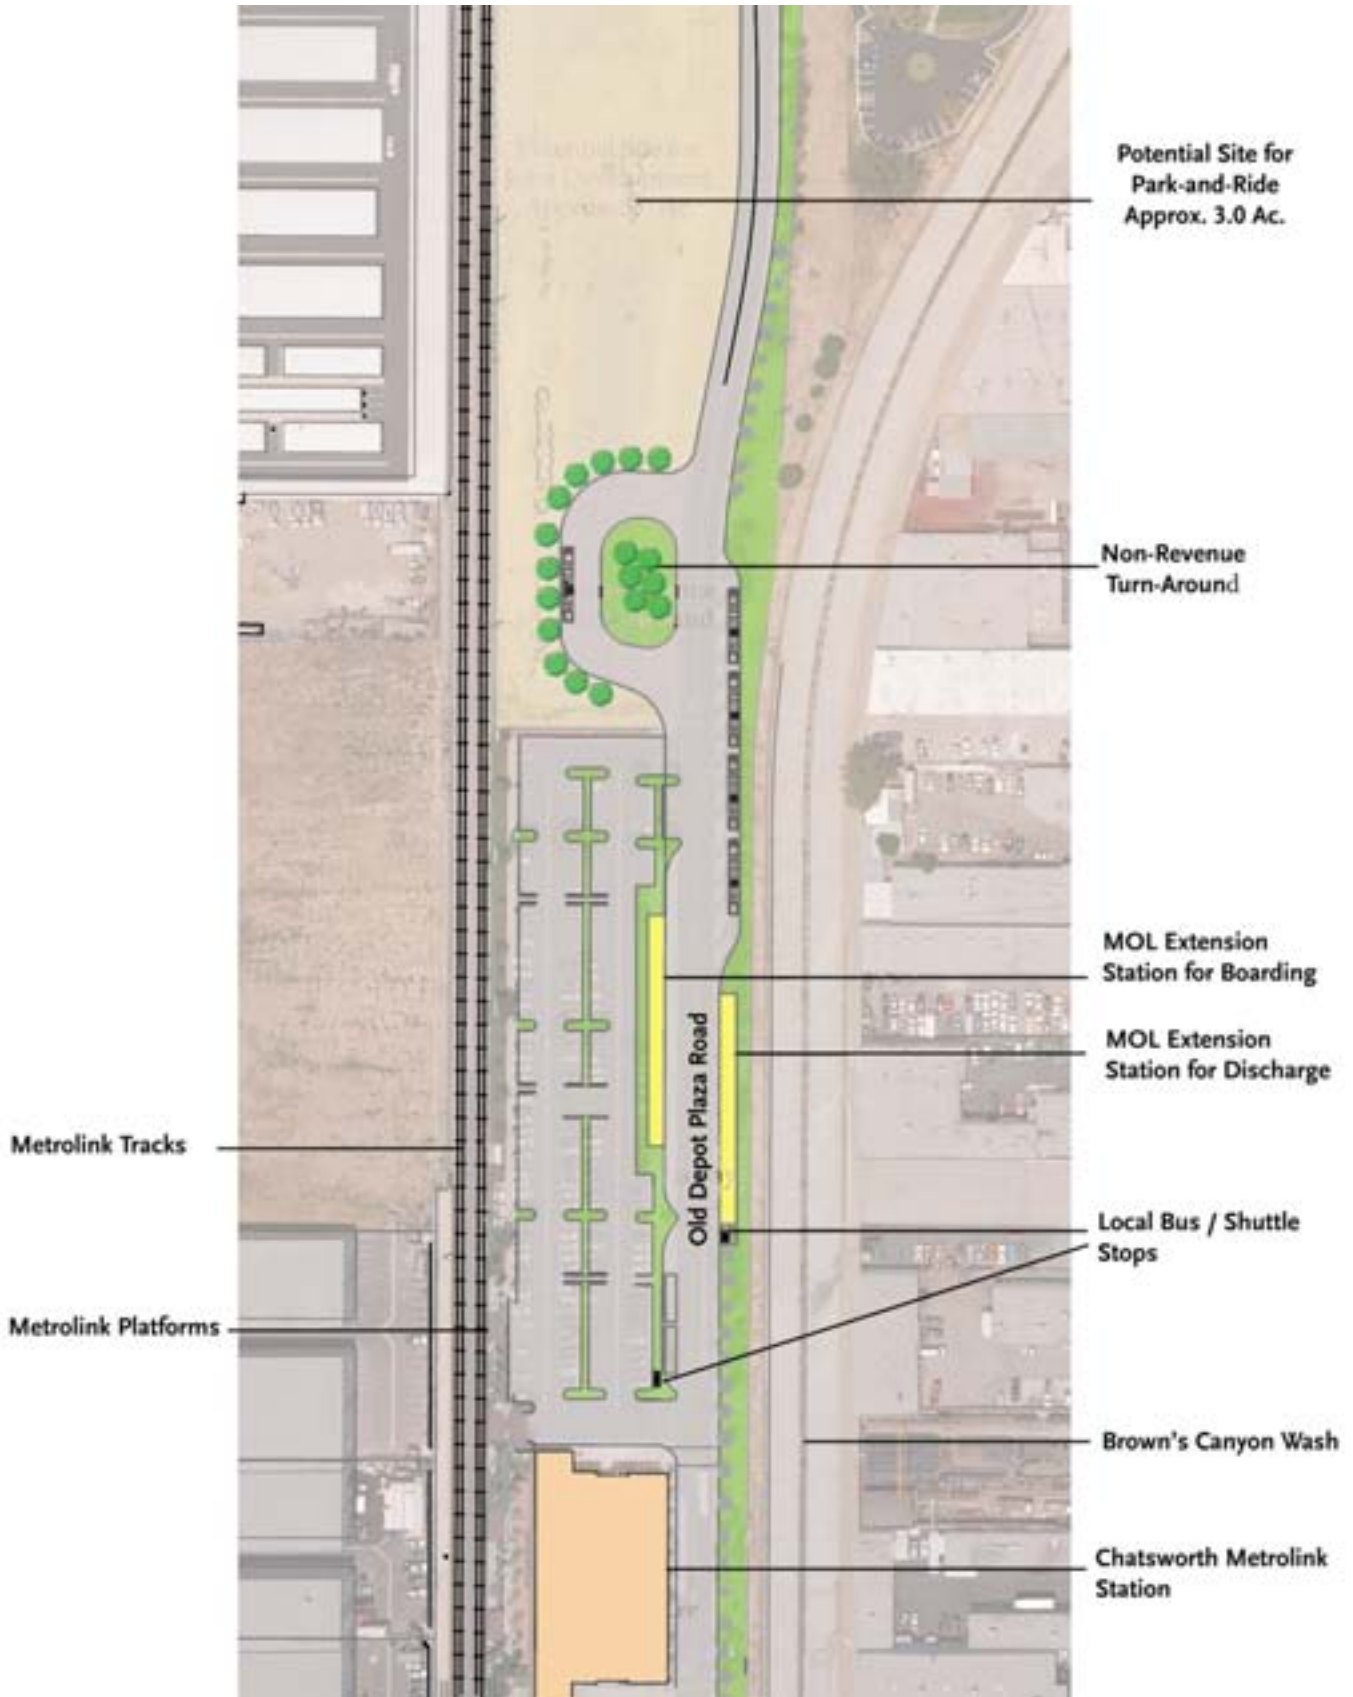 Potential Site for
Park-and-Ride
Approx. 3.0 Ac.
Non-Revenue
Turn-Around
MOL Extension
Station for Boarding
MOL Extension
Station for Discharge
Old Depot Plaza Road
Metrolink Tracks
Local Bus / Shuttle
Stops
Metrolink Platforms
Brown's Canyon Wash
Chatsworth Metrolink
Station